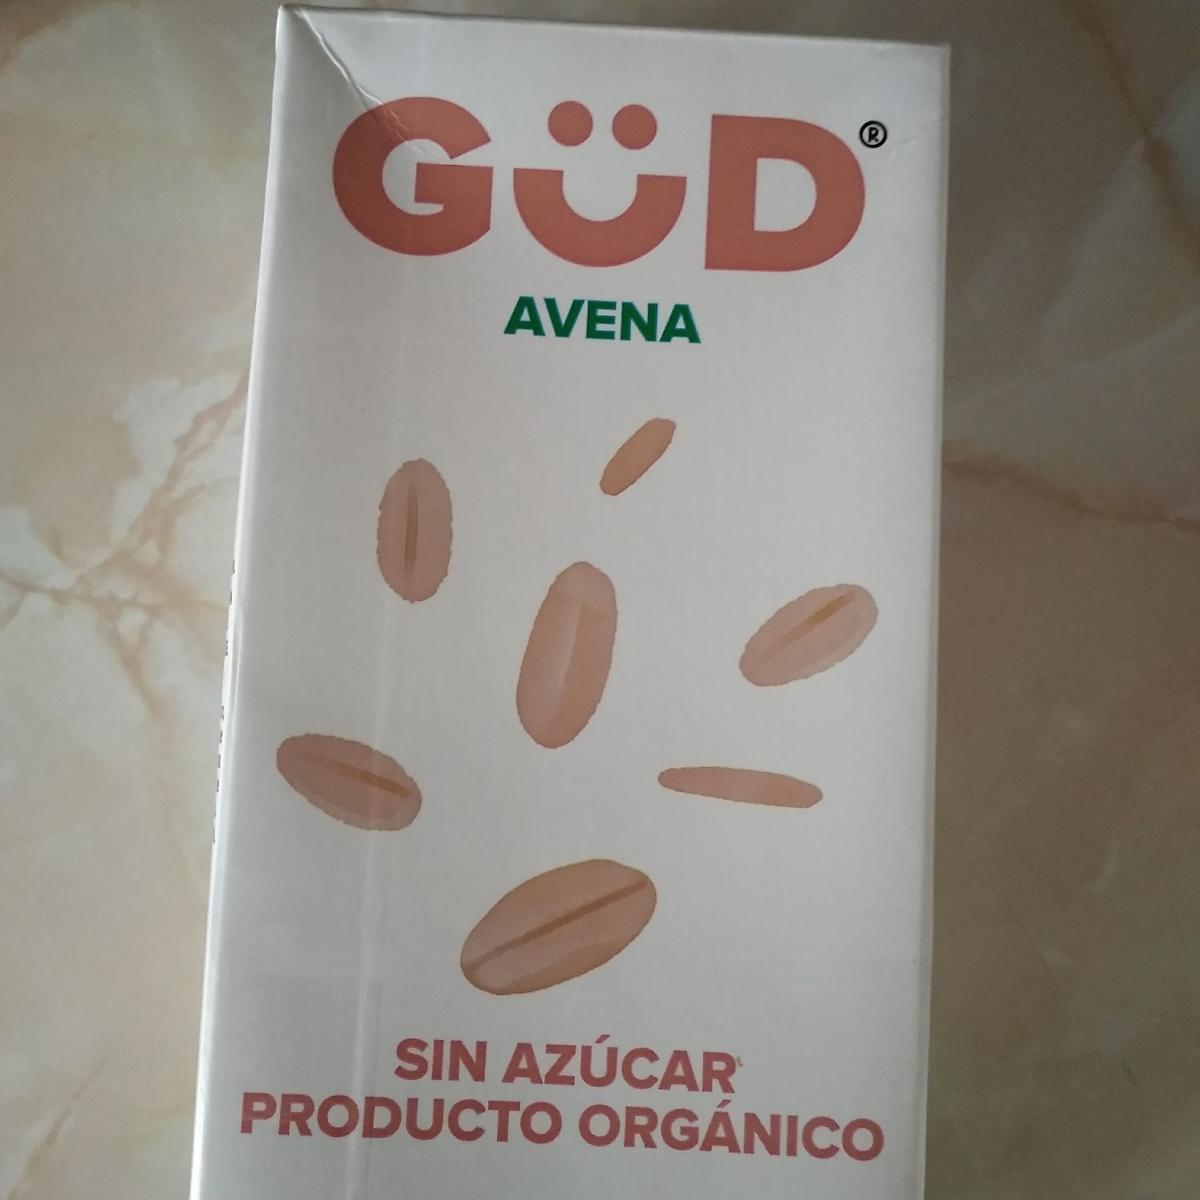 GÜD®
AVENA
SIN AZÚCAR
PRODUCTO ORGÁNICO